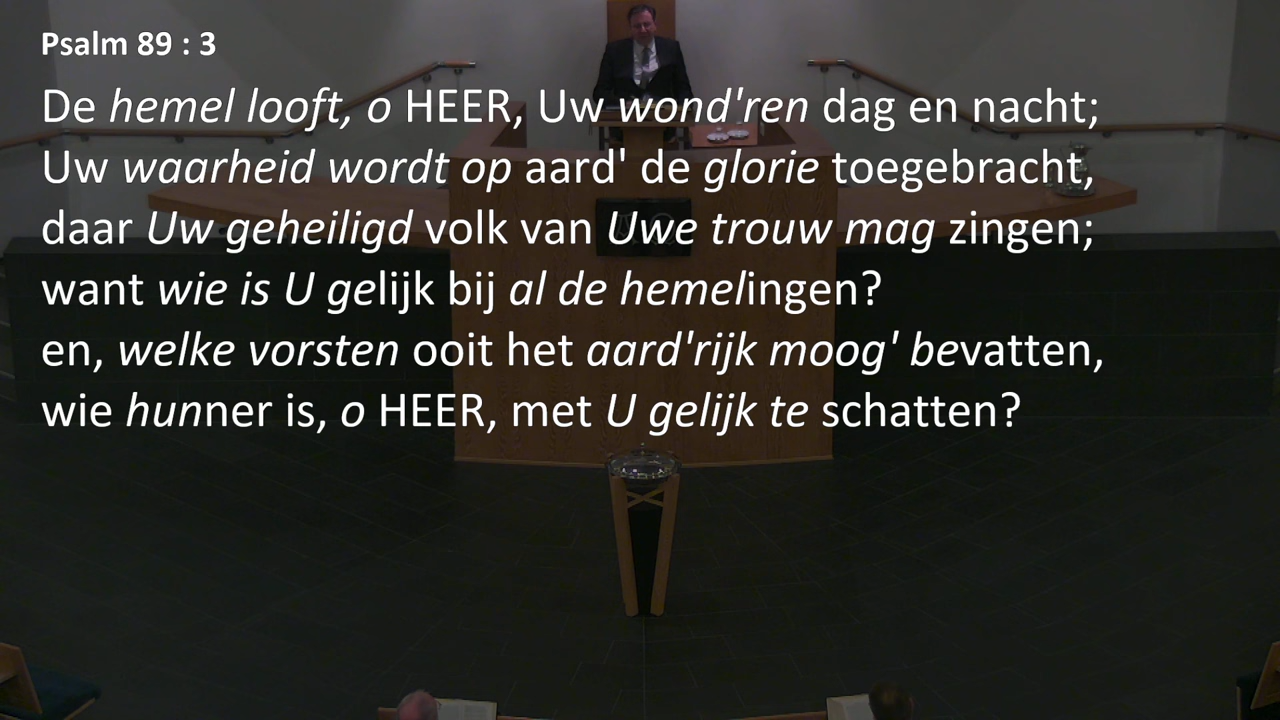 Psalm 89 : 3
De hemel looft, o HEER, Uw wond'ren dag en nacht;
Uw waarheid wordt op aard' de glorie toegebracht,
daar Uw geheiligd volk van Uwe trouw mag zingen;
want wie is U gelijk bij al de hemelingen?
en, welke vorsten ooit het aard'rijk moog' bevatten,
wie hunner is, o HEER, met U gelijk te schatten?